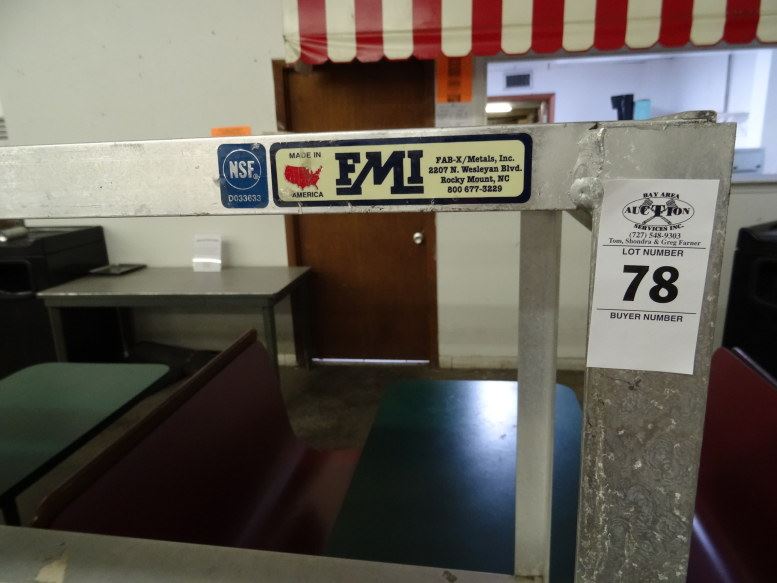 NSF.
D033633
MADE IN
AMERICA
FMI
FAB-X/Metals, Inc.
2207 N. Wesleyan Blvd.
Rocky Mount, NC
800 677-3229
BAY AREA
AUCTION
SERVICES INC.
(727) 548-9303
Tom, Shondra & Greg Farner
LOT NUMBER
78
BUYER NUMBER